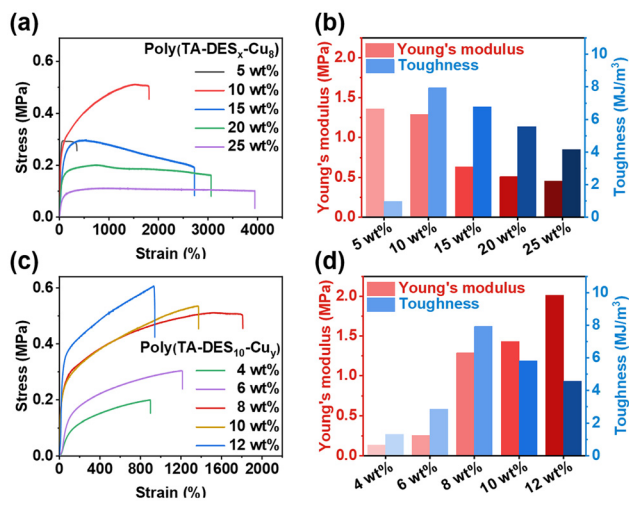 (a)
Poly(TA-DESx-Cu8)
5 wt%
10 wt%
15 wt%
20 wt%
25 wt%
0.6
0.4
0.2
0.0
Stress (MPa)
0 1000 2000 3000 4000
Strain (%)
(b)
Young's modulus
Toughness
2.0
1.5
1.0
0.5
0.0
Young's modulus (MPa)
10
8
6
4
2
0
Toughness (MJ/m³)
5 wt% 10 wt% 15 wt% 20 wt% 25 wt%
(c)
Poly(TA-DES10-Cuy)
4 wt%
6 wt%
8 wt%
10 wt%
12 wt%
0.6
0.4
0.2
0.0
Stress (MPa)
0 400 800 1200 1600 2000
Strain (%)
(d)
Young's modulus
Toughness
2.0
1.5
1.0
0.5
0.0
Young's modulus (MPa)
10
8
6
4
2
0
Toughness (MJ/m³)
4 wt% 6 wt% 8 wt% 10 wt% 12 wt%